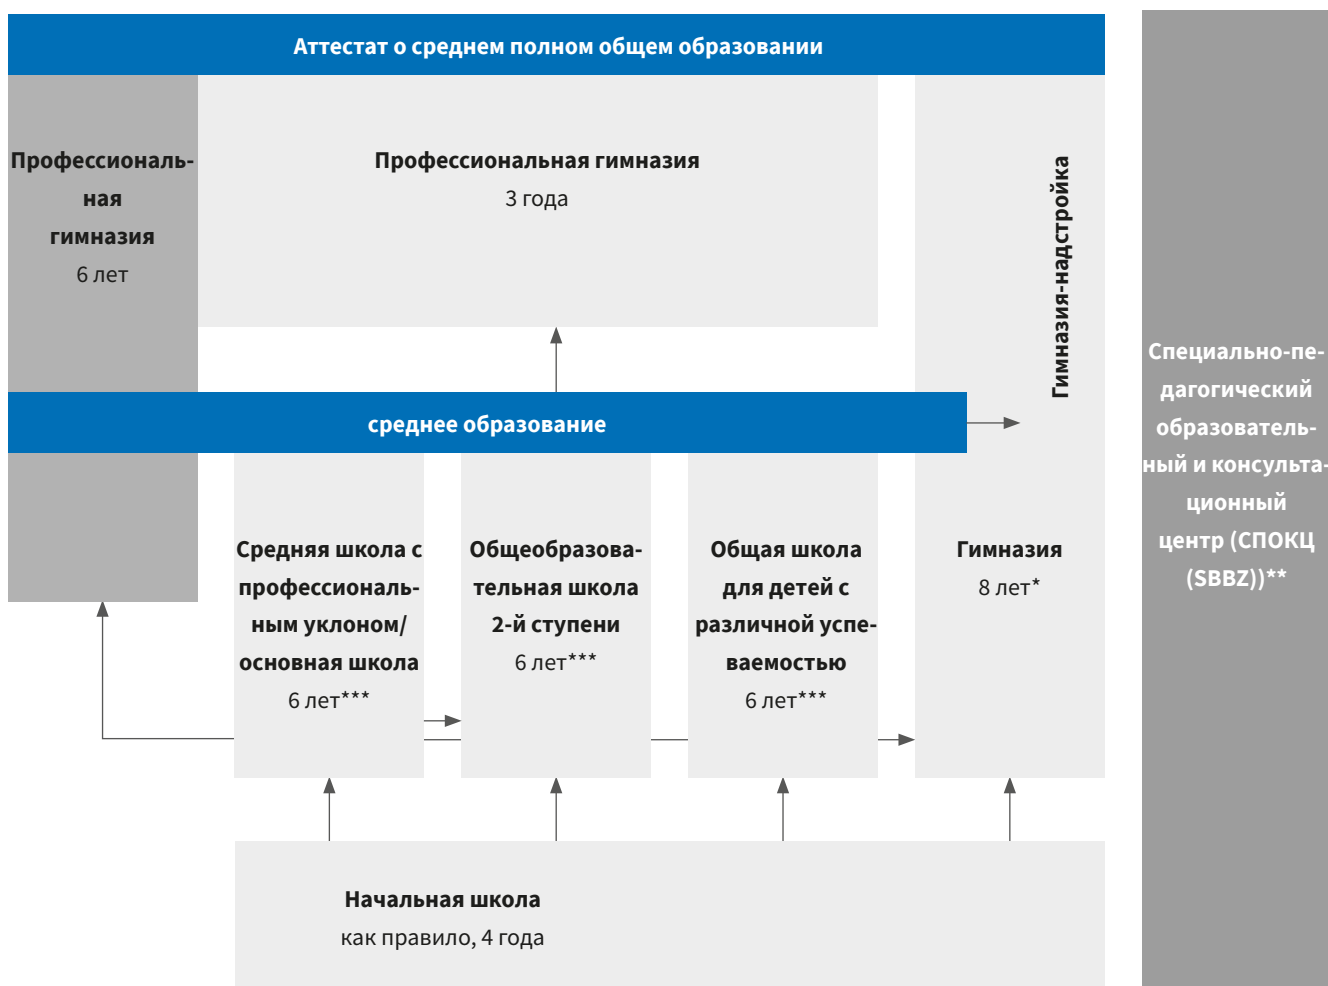 Аттестат о среднем полном общем образовании
Профессиональ-
ная
гимназия
6 лет
Профессиональная гимназия
3 года
Гимназия-надстройка
среднее образование
Средняя школа с
профессиональ-
ным уклоном/
основная школа
6 лет***
Общеобразова-
тельная школа
2-й ступени
6 лет***
Общая школа
для детей с
различной успе-
ваемостью
6 лет***
Гимназия
8 лет*
Начальная школа
как правило, 4 года
Специально-пе-
дагогический
образователь-
ный и консульта-
ционный
центр (СПОКЦ
(SBBZ))**